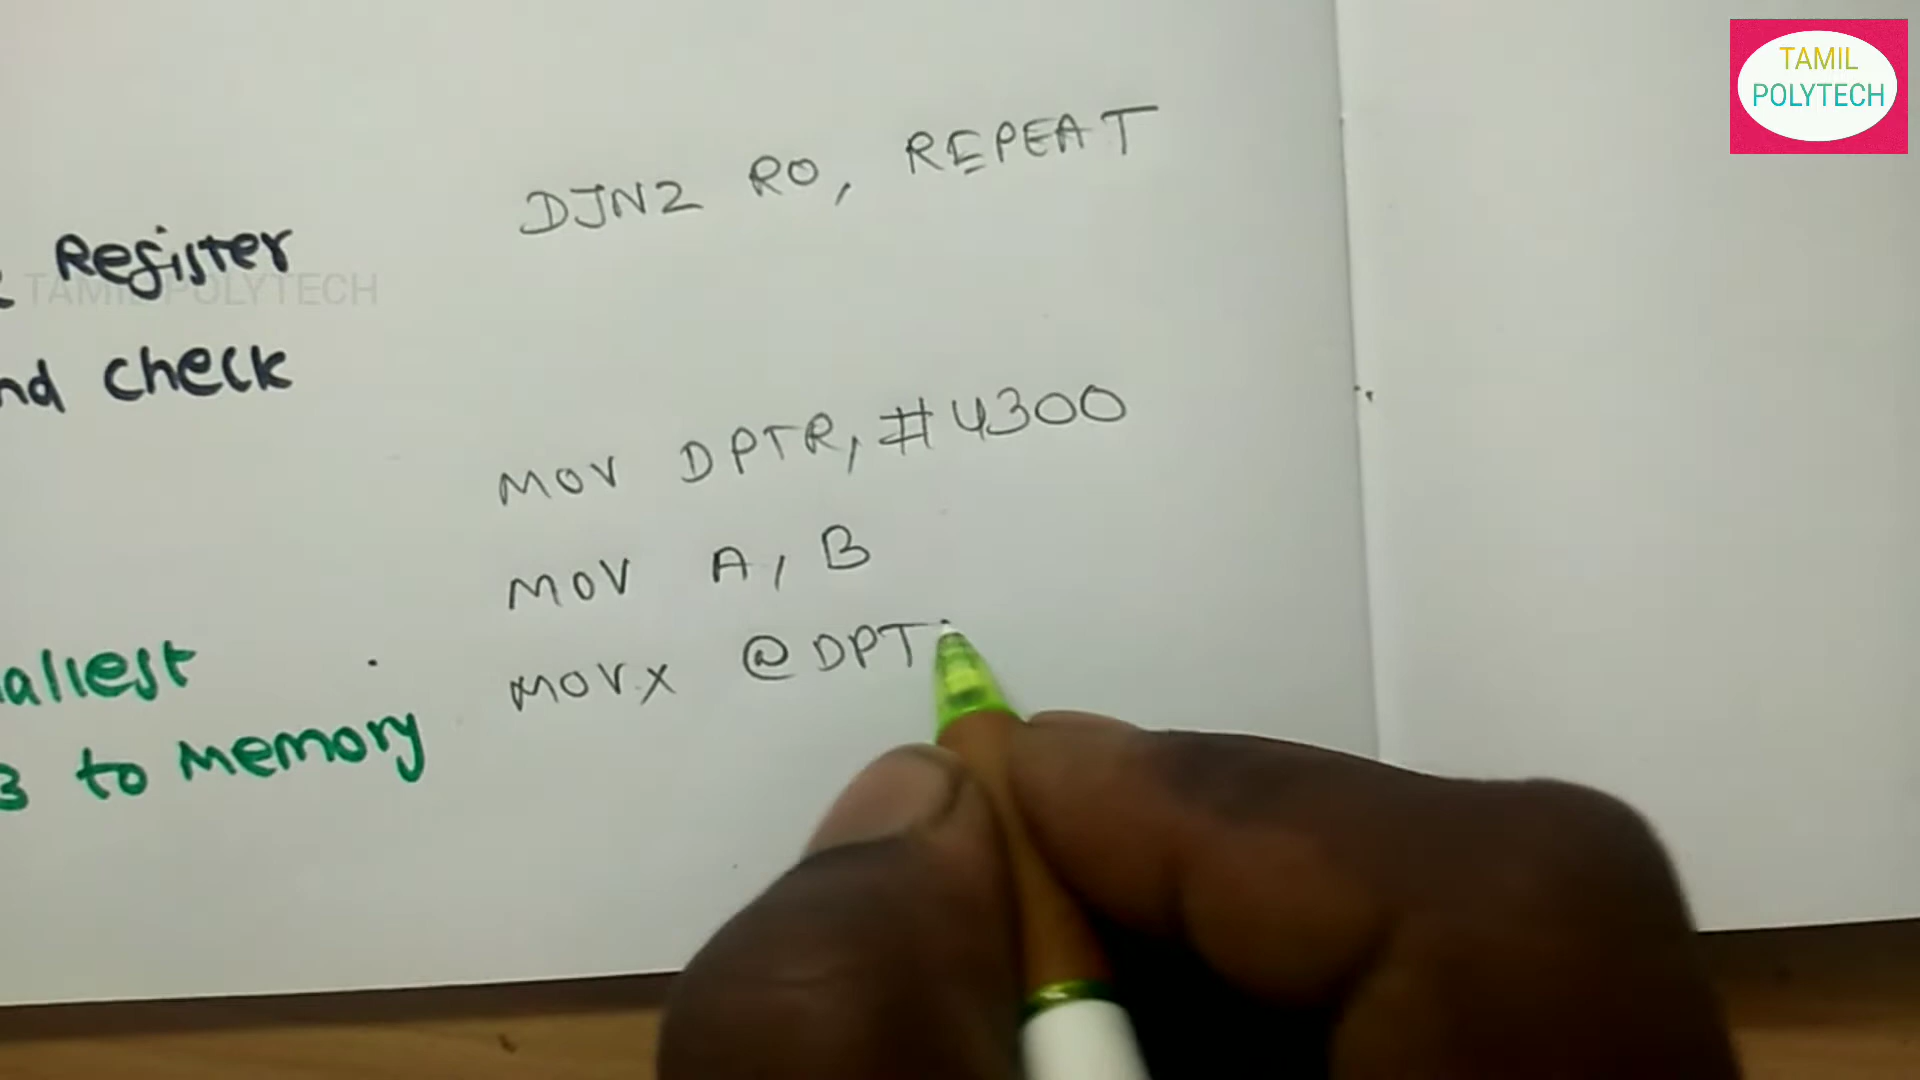 TAMIL
POLYTECH
DJNZ R0, REPEAT
Register
TAMIL POLYTECH
nd check
MOV DPTR, #4300
MOV A, B
allest
MOVX @DPT
B to memory